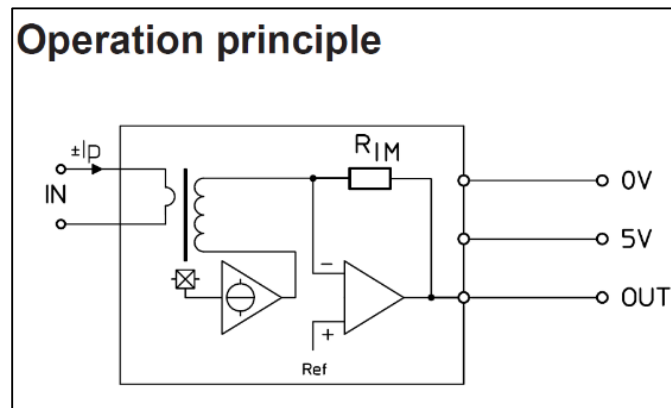 Operation principle
±Ip
IN
RIM
0V
5V
OUT
−
+
Ref